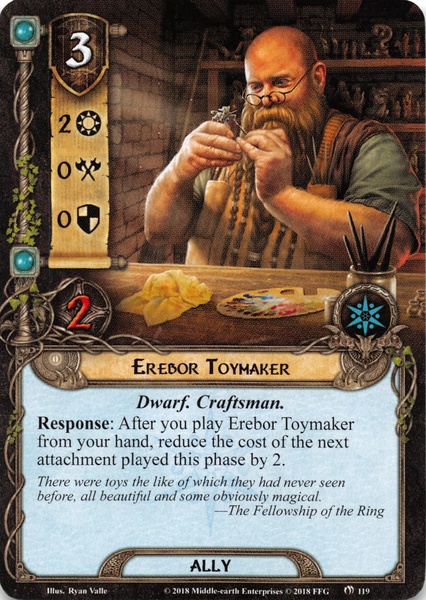 3
2
0
0
2
Erebor Toymaker
Dwarf. Craftsman.
Response: After you play Erebor Toymaker
from your hand, reduce the cost of the next
attachment played this phase by 2.
There were toys the like of which they had never seen
before, all beautiful and some obviously magical.
—The Fellowship of the Ring
ALLY
Illus. Ryan Valle © 2018 Middle-earth Enterprises © 2018 FFG 119